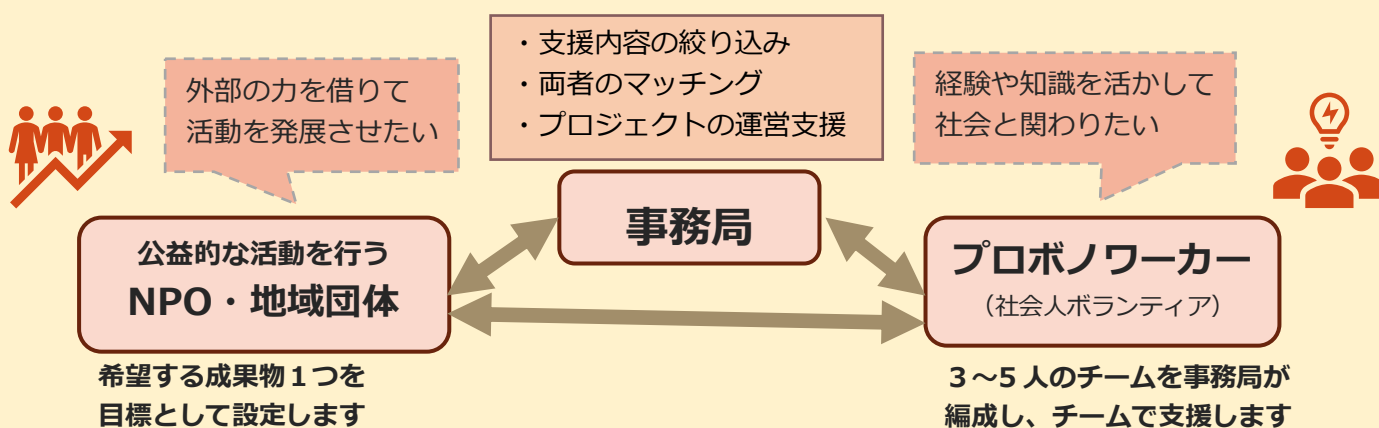 ・支援内容の絞り込み
・両者のマッチング
・プロジェクトの運営支援
外部の力を借りて
活動を発展させたい
経験や知識を活かして
社会と関わりたい
事務局
公益的な活動を行う
NPO・地域団体
プロボノワーカー
（社会人ボランティア）
希望する成果物１つを
目標として設定します
３～５人のチームを事務局が
編成し、チームで支援します